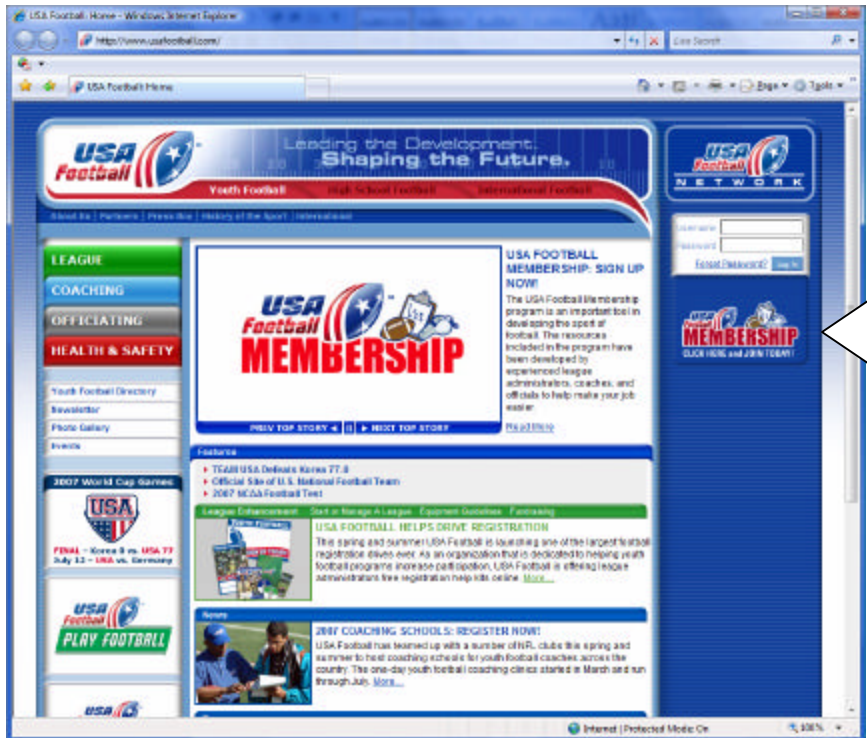 USA Football: Home - Windows Internet Explorer
http://www.usafootball.com/
Live Search
USA Football: Home
Page
Tools
USA
Football
Leading the Development.
Shaping the Future.
Youth Football
High School Football
International Football
About Us | Partners | Press Box | History of the Sport | International
USA
Football
NETWORK
Username
Password
Forgot Password?
Log In
LEAGUE
COACHING
OFFICIATING
HEALTH & SAFETY
USA
Football
MEMBERSHIP
PREV TOP STORY
NEXT TOP STORY
USA FOOTBALL
MEMBERSHIP: SIGN UP
NOW!
The USA Football Membership
program is an important tool in
developing the sport of
football. The resources
included in the program have
been developed by
experienced league
administrators, coaches, and
officials to help make your job
easier.
Read More
MEMBERSHIP
CLICK HERE and JOIN TODAY!
Youth Football Directory
Newsletter
Photo Gallery
Events
Features
TEAM USA Defeats Korea 77-0
Official Site of U.S. National Football Team
2007 NCAA Football Test
2007 World Cup Games
USA
FINAL - Korea 0 vs. USA 77
July 12 - USA vs. Germany
League Enhancement
Start or Manage A League
Equipment Guidelines
Fundraising
USA FOOTBALL HELPS DRIVE REGISTRATION
This spring and summer USA Football is launching one of the largest football
registration drives ever. As an organization that is dedicated to helping youth
football programs increase participation, USA Football is offering league
administrators free registration help kits online. More...
USA
Football
PLAY FOOTBALL
News
2007 COACHING SCHOOLS: REGISTER NOW!
USA Football has teamed up with a number of NFL clubs this spring and
summer to host coaching schools for youth football coaches across the
country. The one-day youth football coaching clinics started in March and run
through July. More...
USA
Internet | Protected Mode: On
100%